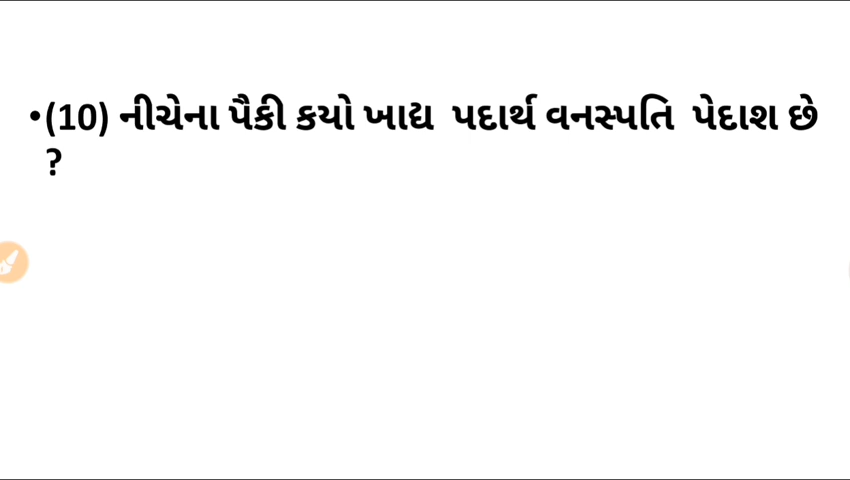 •(10) નીચેના પૈકી કયો ખાદ્ય પદાર્થ વનસ્પતિ પેદાશ છે
?